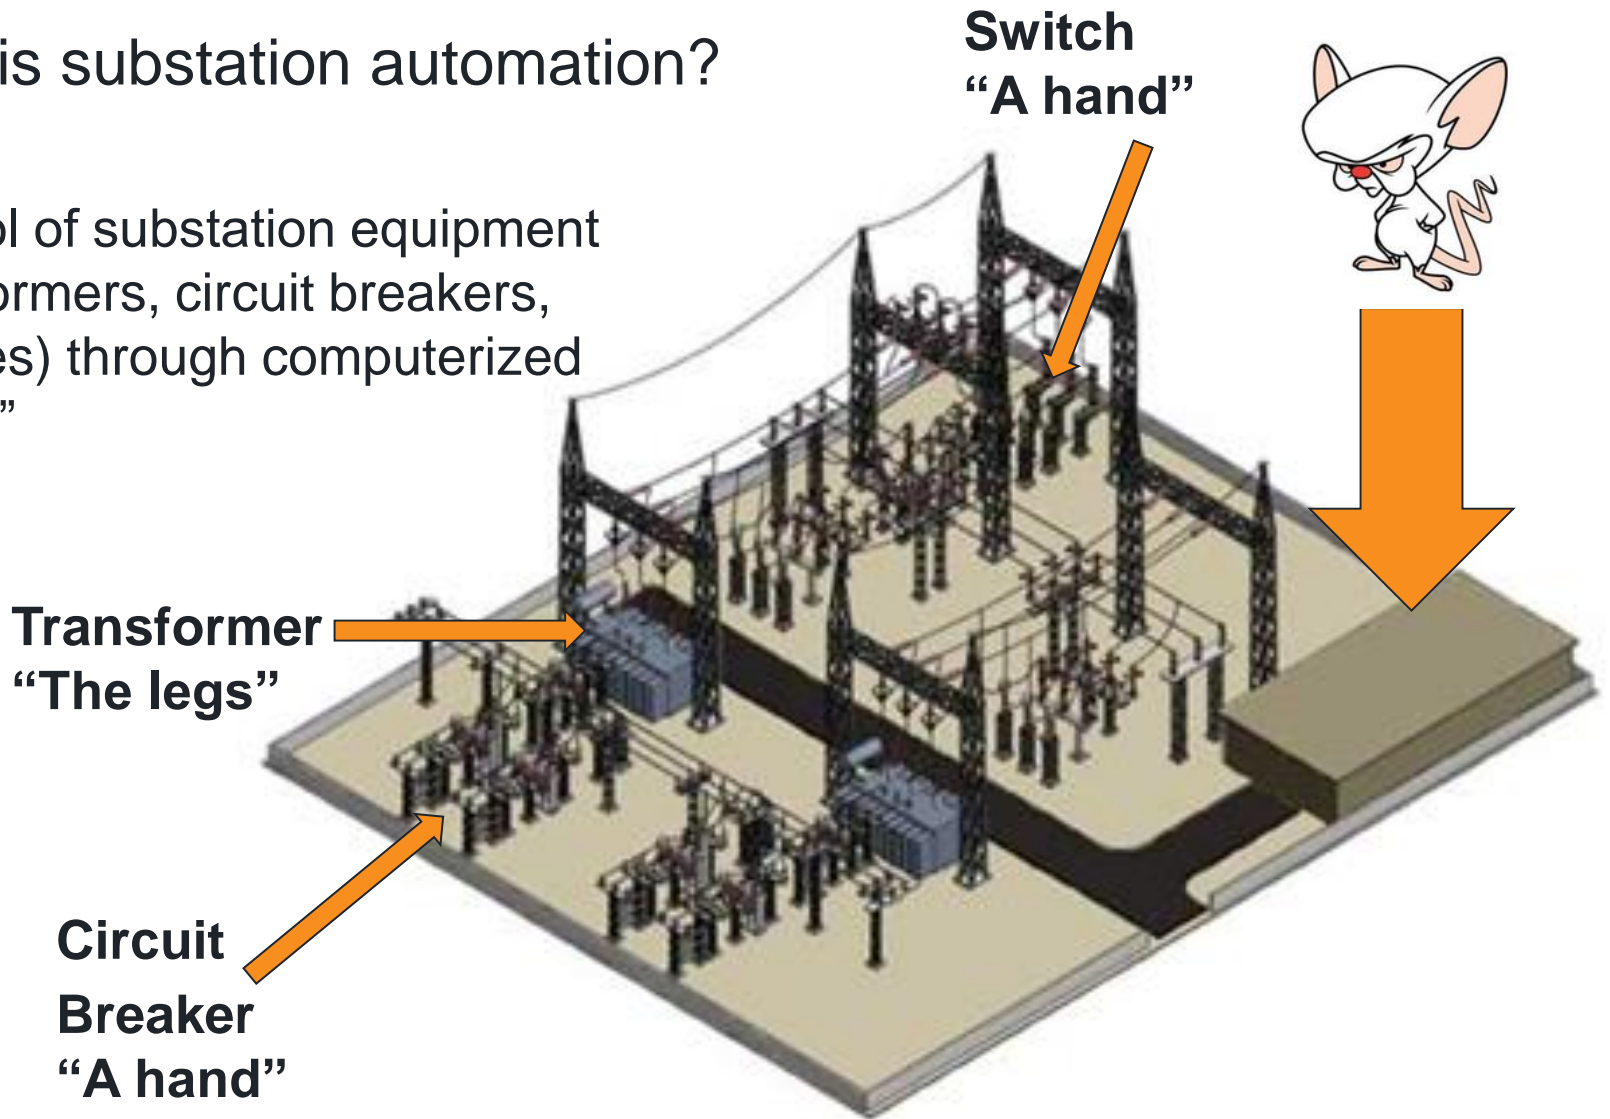 is substation automation?
ol of substation equipment
ormers, circuit breakers,
es) through computerized
”
Switch
“A hand”
Transformer
“The legs”
Circuit
Breaker
“A hand”